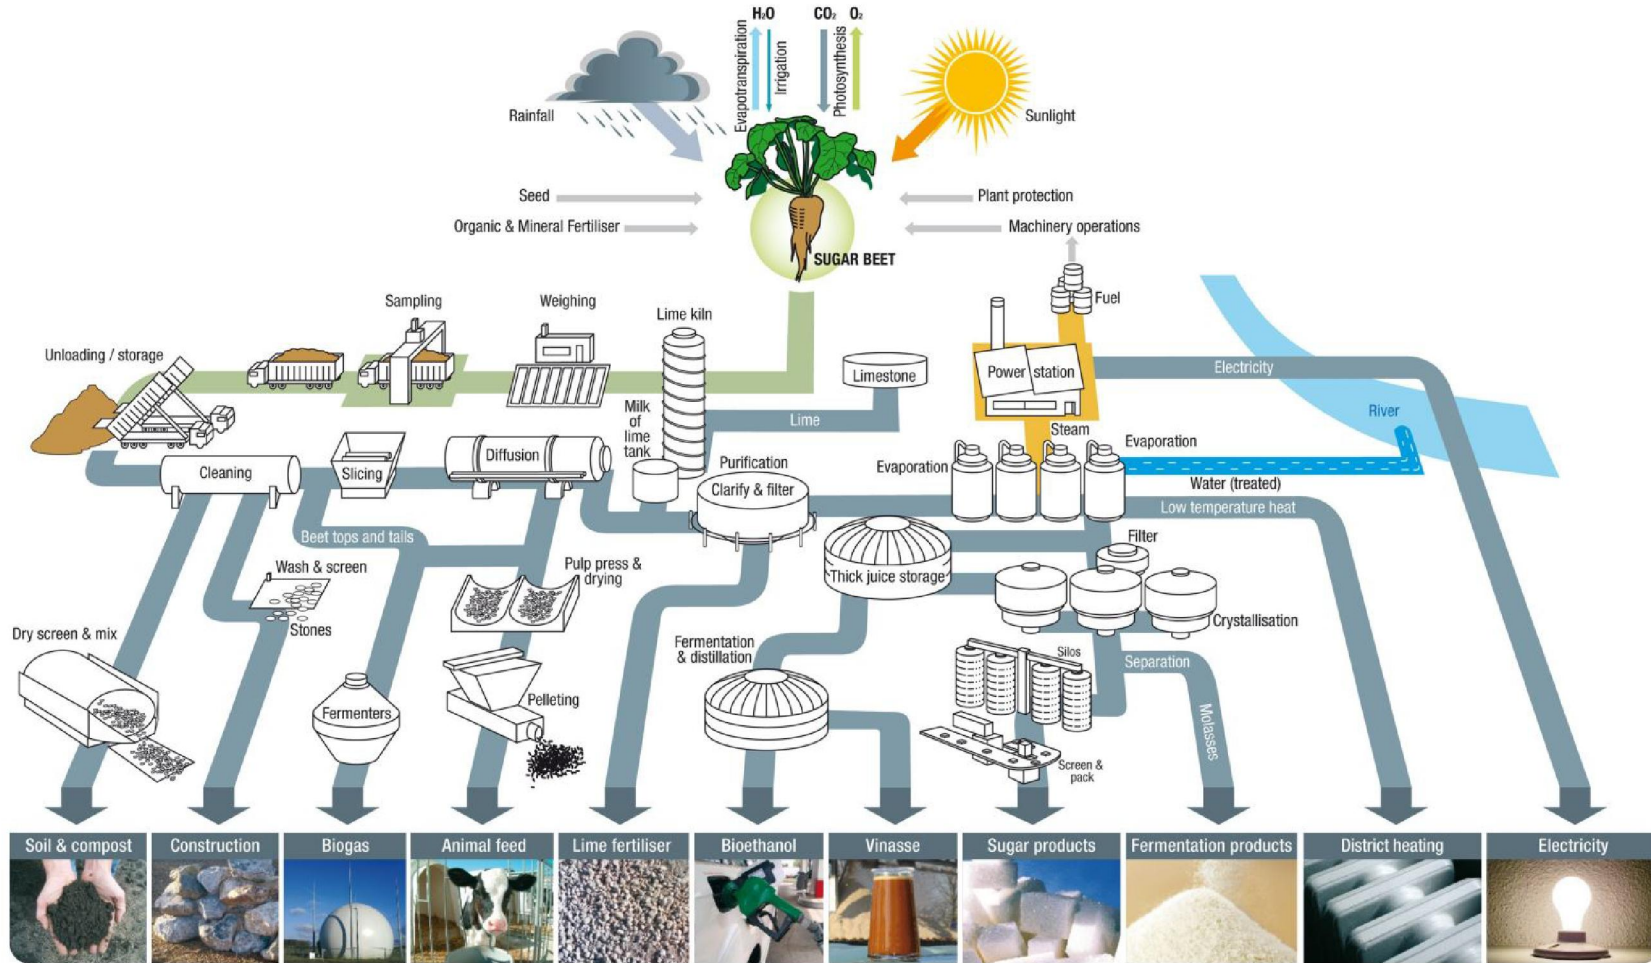 H₂O
CO₂ O₂
Evapotranspiration
Irrigation
Photosynthesis
Rainfall
Sunlight
Seed
Plant protection
Organic & Mineral Fertiliser
Machinery operations
SUGAR BEET
Fuel
Sampling
Weighing
Lime kiln
Unloading / storage
Limestone
Power station
Electricity
Milk
of
lime
tank
Lime
River
Steam
Cleaning
Slicing
Diffusion
Purification
Clarify & filter
Evaporation
Evaporation
Water (treated)
Low temperature heat
Beet tops and tails
Filter
Wash & screen
Pulp press &
drying
Thick juice storage
Stones
Crystallisation
Dry screen & mix
Fermentation
& distillation
Silos
Separation
Fermenters
Pelleting
Molasses
Screen &
pack
Soil & compost
Construction
Biogas
Animal feed
Lime fertiliser
Bioethanol
Vinasse
Sugar products
Fermentation products
District heating
Electricity